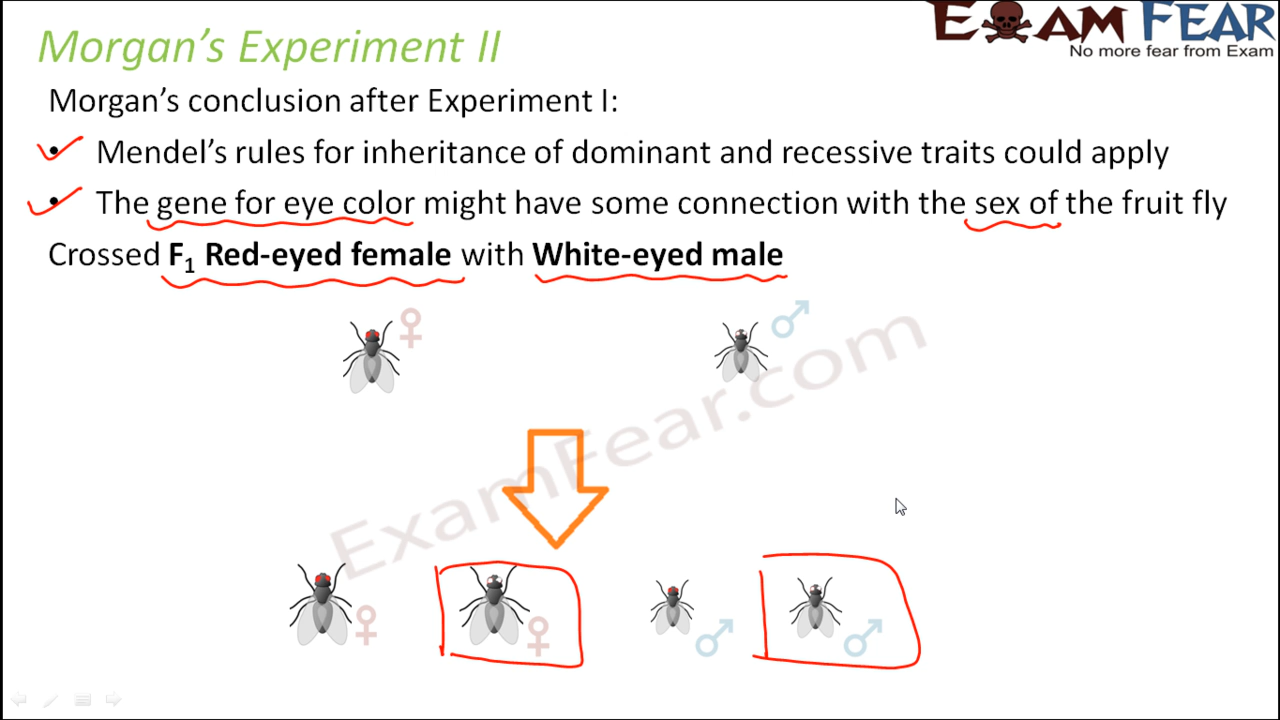 Morgan's Experiment II
EXAM FEAR
No more fear from Exam
Morgan's conclusion after Experiment I:
• Mendel's rules for inheritance of dominant and recessive traits could apply
• The gene for eye color might have some connection with the sex of the fruit fly
Crossed F₁ Red-eyed female with White-eyed male
♀ ♂
ExamFear.com
♀ ♀ ♂ ♂